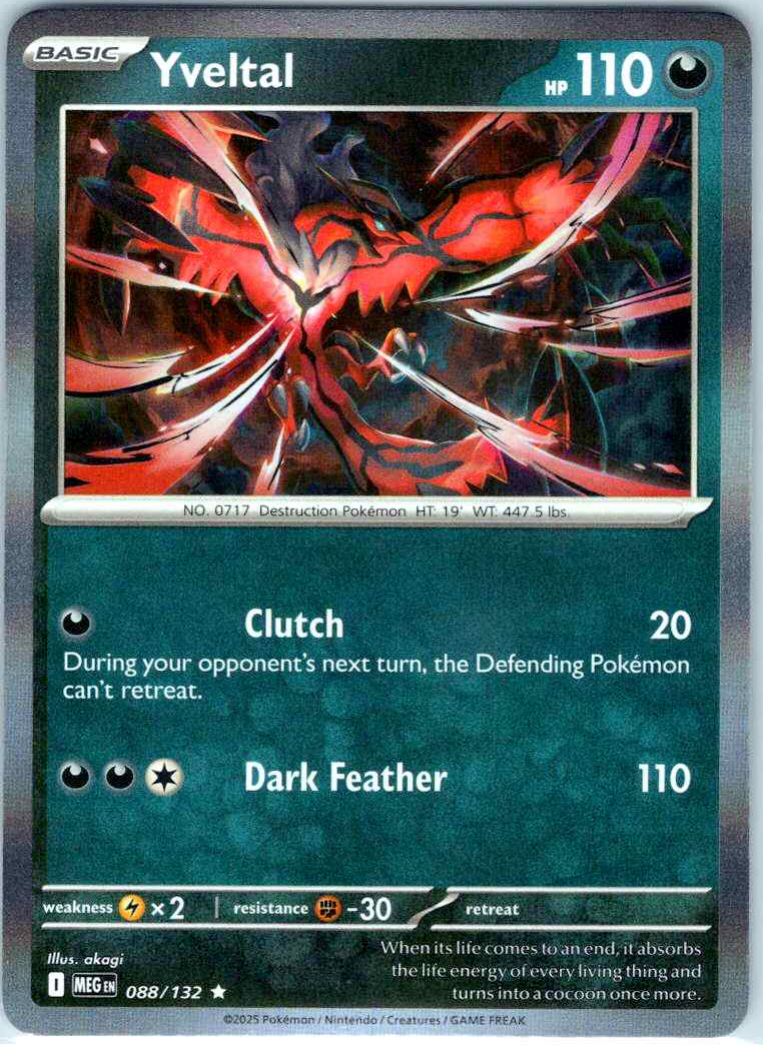 BASIC
Yveltal
HP 110
NO. 0717 Destruction Pokémon HT: 19' WT: 447.5 lbs.
Clutch 20
During your opponent's next turn, the Defending Pokémon
can't retreat.
Dark Feather 110
weakness ×2 resistance -30 retreat
Illus. akagi
When its life comes to an end, it absorbs
the life energy of every living thing and
turns into a cocoon once more.
I MEG EN 088/132
©2025 Pokémon / Nintendo / Creatures / GAME FREAK